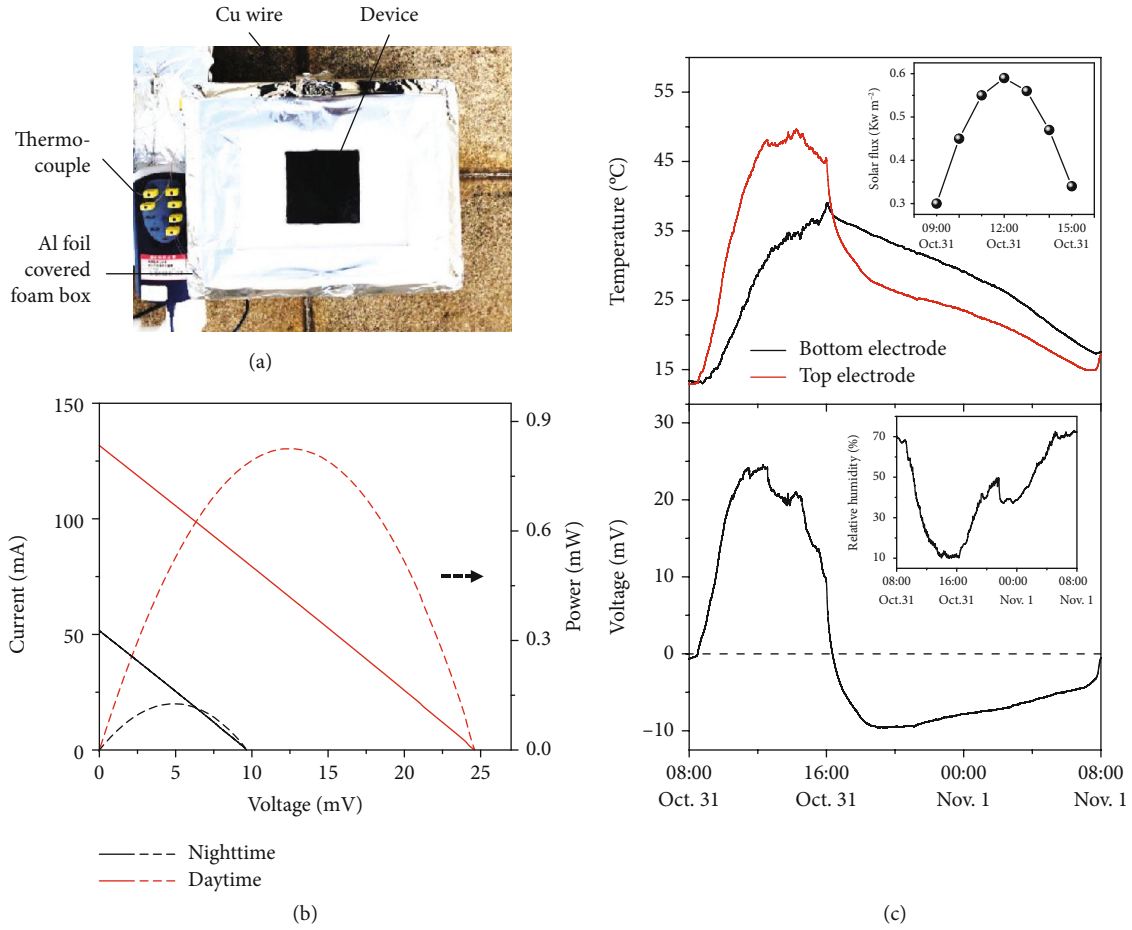 Cu wire
Device
Thermo-
couple
Al foil
covered
foam box
(a)
150
100
50
0
Current (mA)
0.9
0.6
0.3
0.0
Power (mW)
0
5
10
15
20
25
Voltage (mV)
Nighttime
Daytime
(b)
55
45
35
25
15
Temperature (°C)
Bottom electrode
Top electrode
0.6
0.5
0.4
0.3
Solar flux (Kw m⁻²)
09:00
Oct.31
12:00
Oct.31
15:00
Oct.31
30
20
10
0
−10
Voltage (mV)
70
50
30
10
Relative humidity (%)
08:00
Oct.31
16:00
Oct.31
00:00
Nov. 1
08:00
Nov. 1
08:00
Oct. 31
16:00
Oct. 31
00:00
Nov. 1
08:00
Nov. 1
(c)